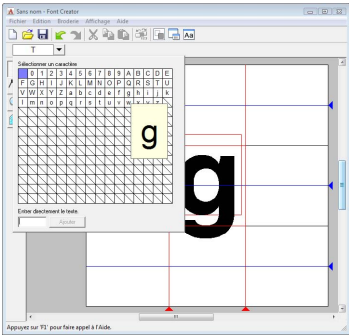 Sans nom - Font Creator
Fichier Edition Broderie Affichage Aide
T
Sélectionner un caractère.
0 1 2 3 4 5 6 7 8 9 A B C D E
F G H I J K L M N O P Q R S T U
V W X Y Z a b c d e f g h i j k
l m n o p q r s t u v w x y z
g
g
Entrer directement le texte.
Ajouter
Appuyez sur 'F1' pour faire appel à l'Aide.